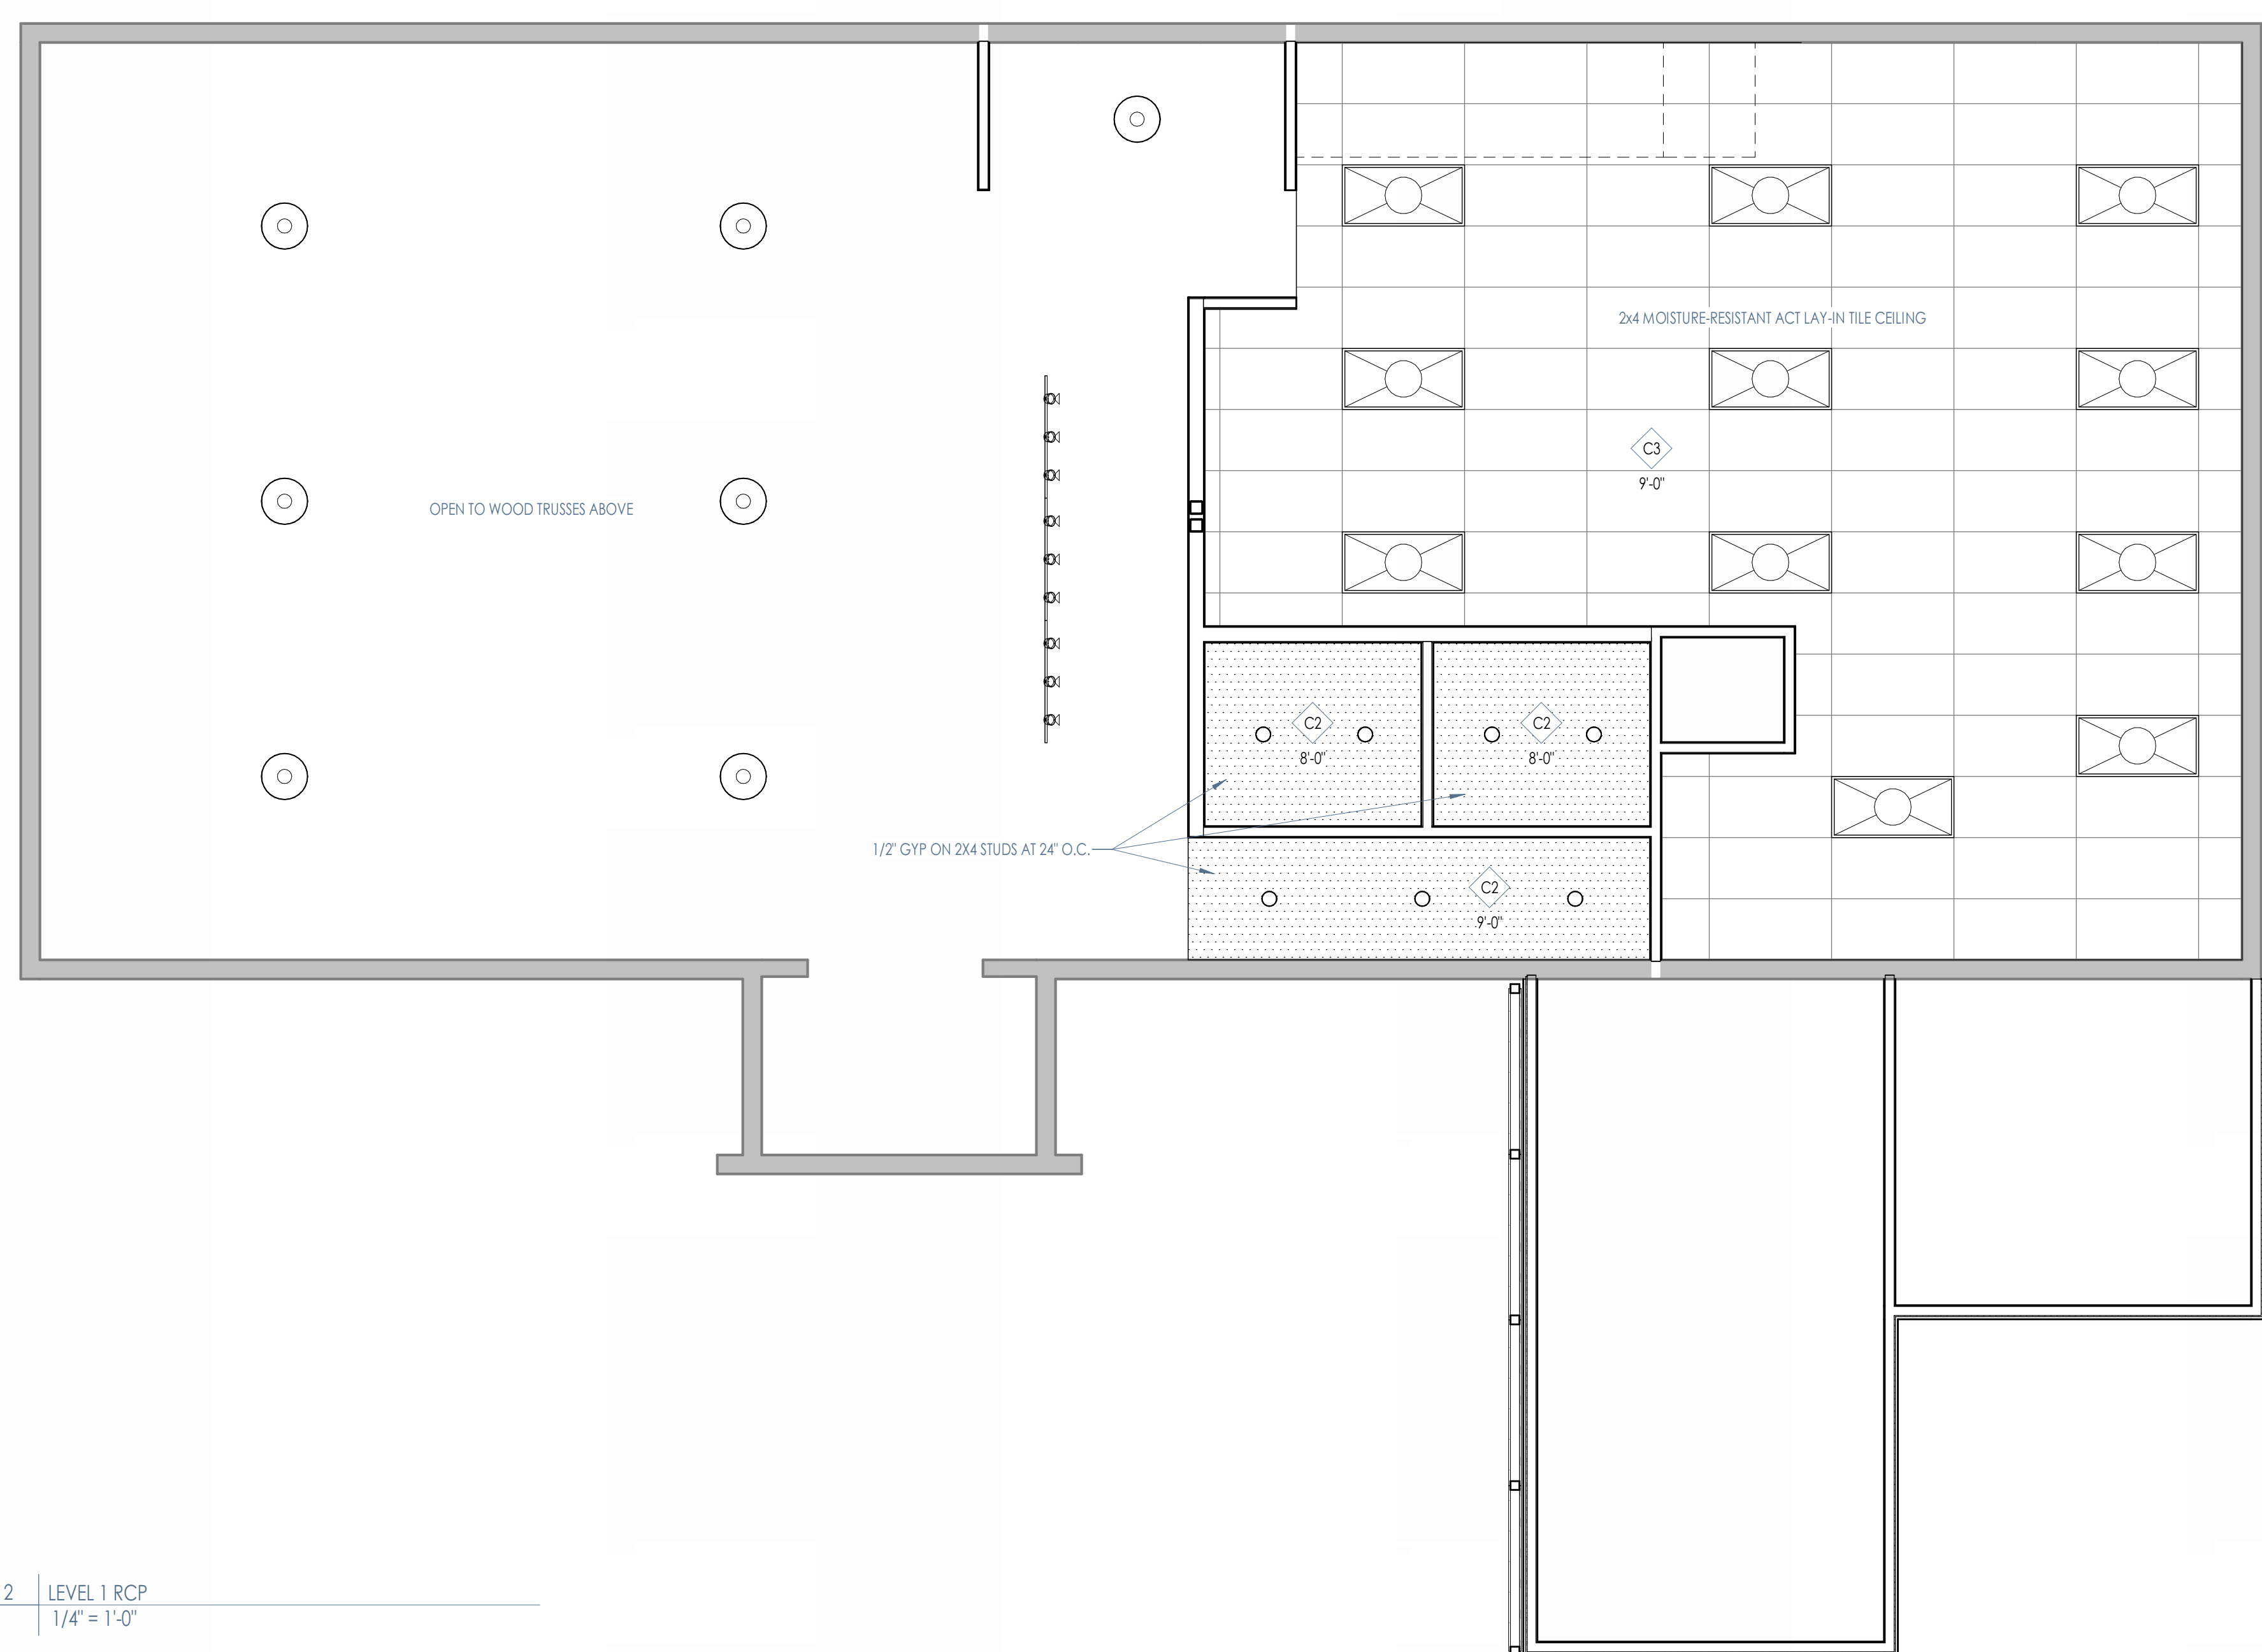 2x4 MOISTURE-RESISTANT ACT LAY-IN TILE CEILING
C3
9'-0"
OPEN TO WOOD TRUSSES ABOVE
C2
8'-0"
C2
8'-0"
1/2" GYP ON 2X4 STUDS AT 24" O.C.
C2
9'-0"
2
LEVEL 1 RCP
1/4" = 1'-0"